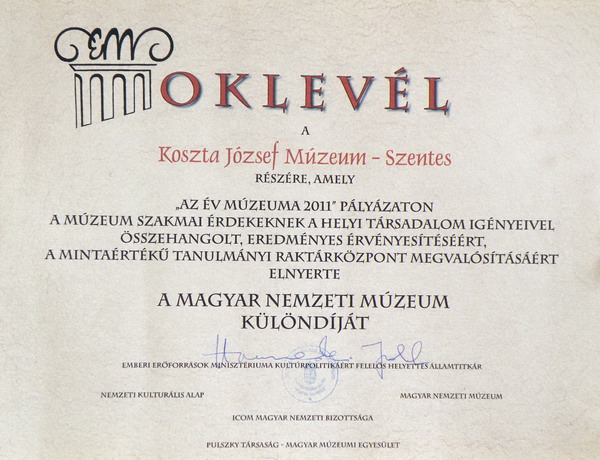 EM
OKLEVÉL
A
Koszta József Múzeum - Szentes
RÉSZÉRE, AMELY
„AZ ÉV MÚZEUMA 2011” PÁLYÁZATON
A MÚZEUM SZAKMAI ÉRDEKEKNEK A HELYI TÁRSADALOM IGÉNYEIVEL
ÖSSZEHANGOLT, EREDMÉNYES ÉRVÉNYESÍTÉSÉÉRT,
A MINTAÉRTÉKŰ TANULMÁNYI RAKTÁRKÖZPONT MEGVALÓSÍTÁSÁÉRT
ELNYERTE
A MAGYAR NEMZETI MÚZEUM
KÜLÖNDÍJÁT
EMBERI ERŐFORRÁSOK MINISZTÉRIUMA KULTÚRPOLITIKÁÉRT FELELŐS HELYETTES ÁLLAMTITKÁR
NEMZETI KULTURÁLIS ALAP
MAGYAR NEMZETI MÚZEUM
ICOM MAGYAR NEMZETI BIZOTTSÁGA
PULSZKY TÁRSASÁG - MAGYAR MÚZEUMI EGYESÜLET